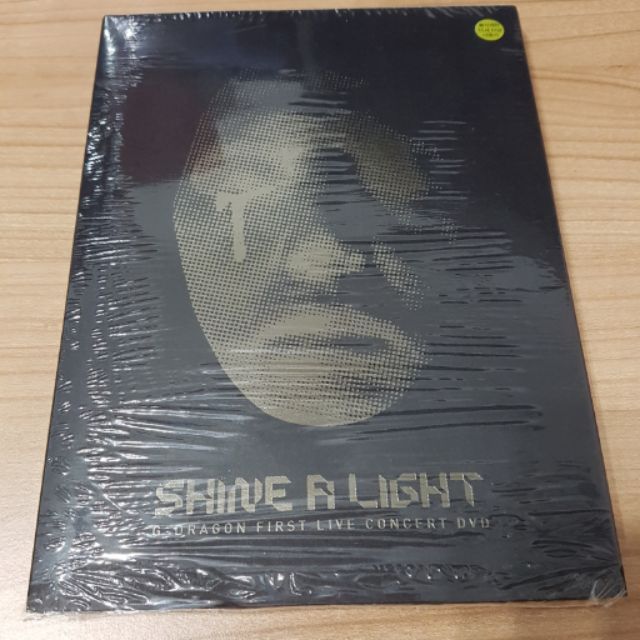 SHINE A LIGHT
G-DRAGON FIRST LIVE CONCERT DVD